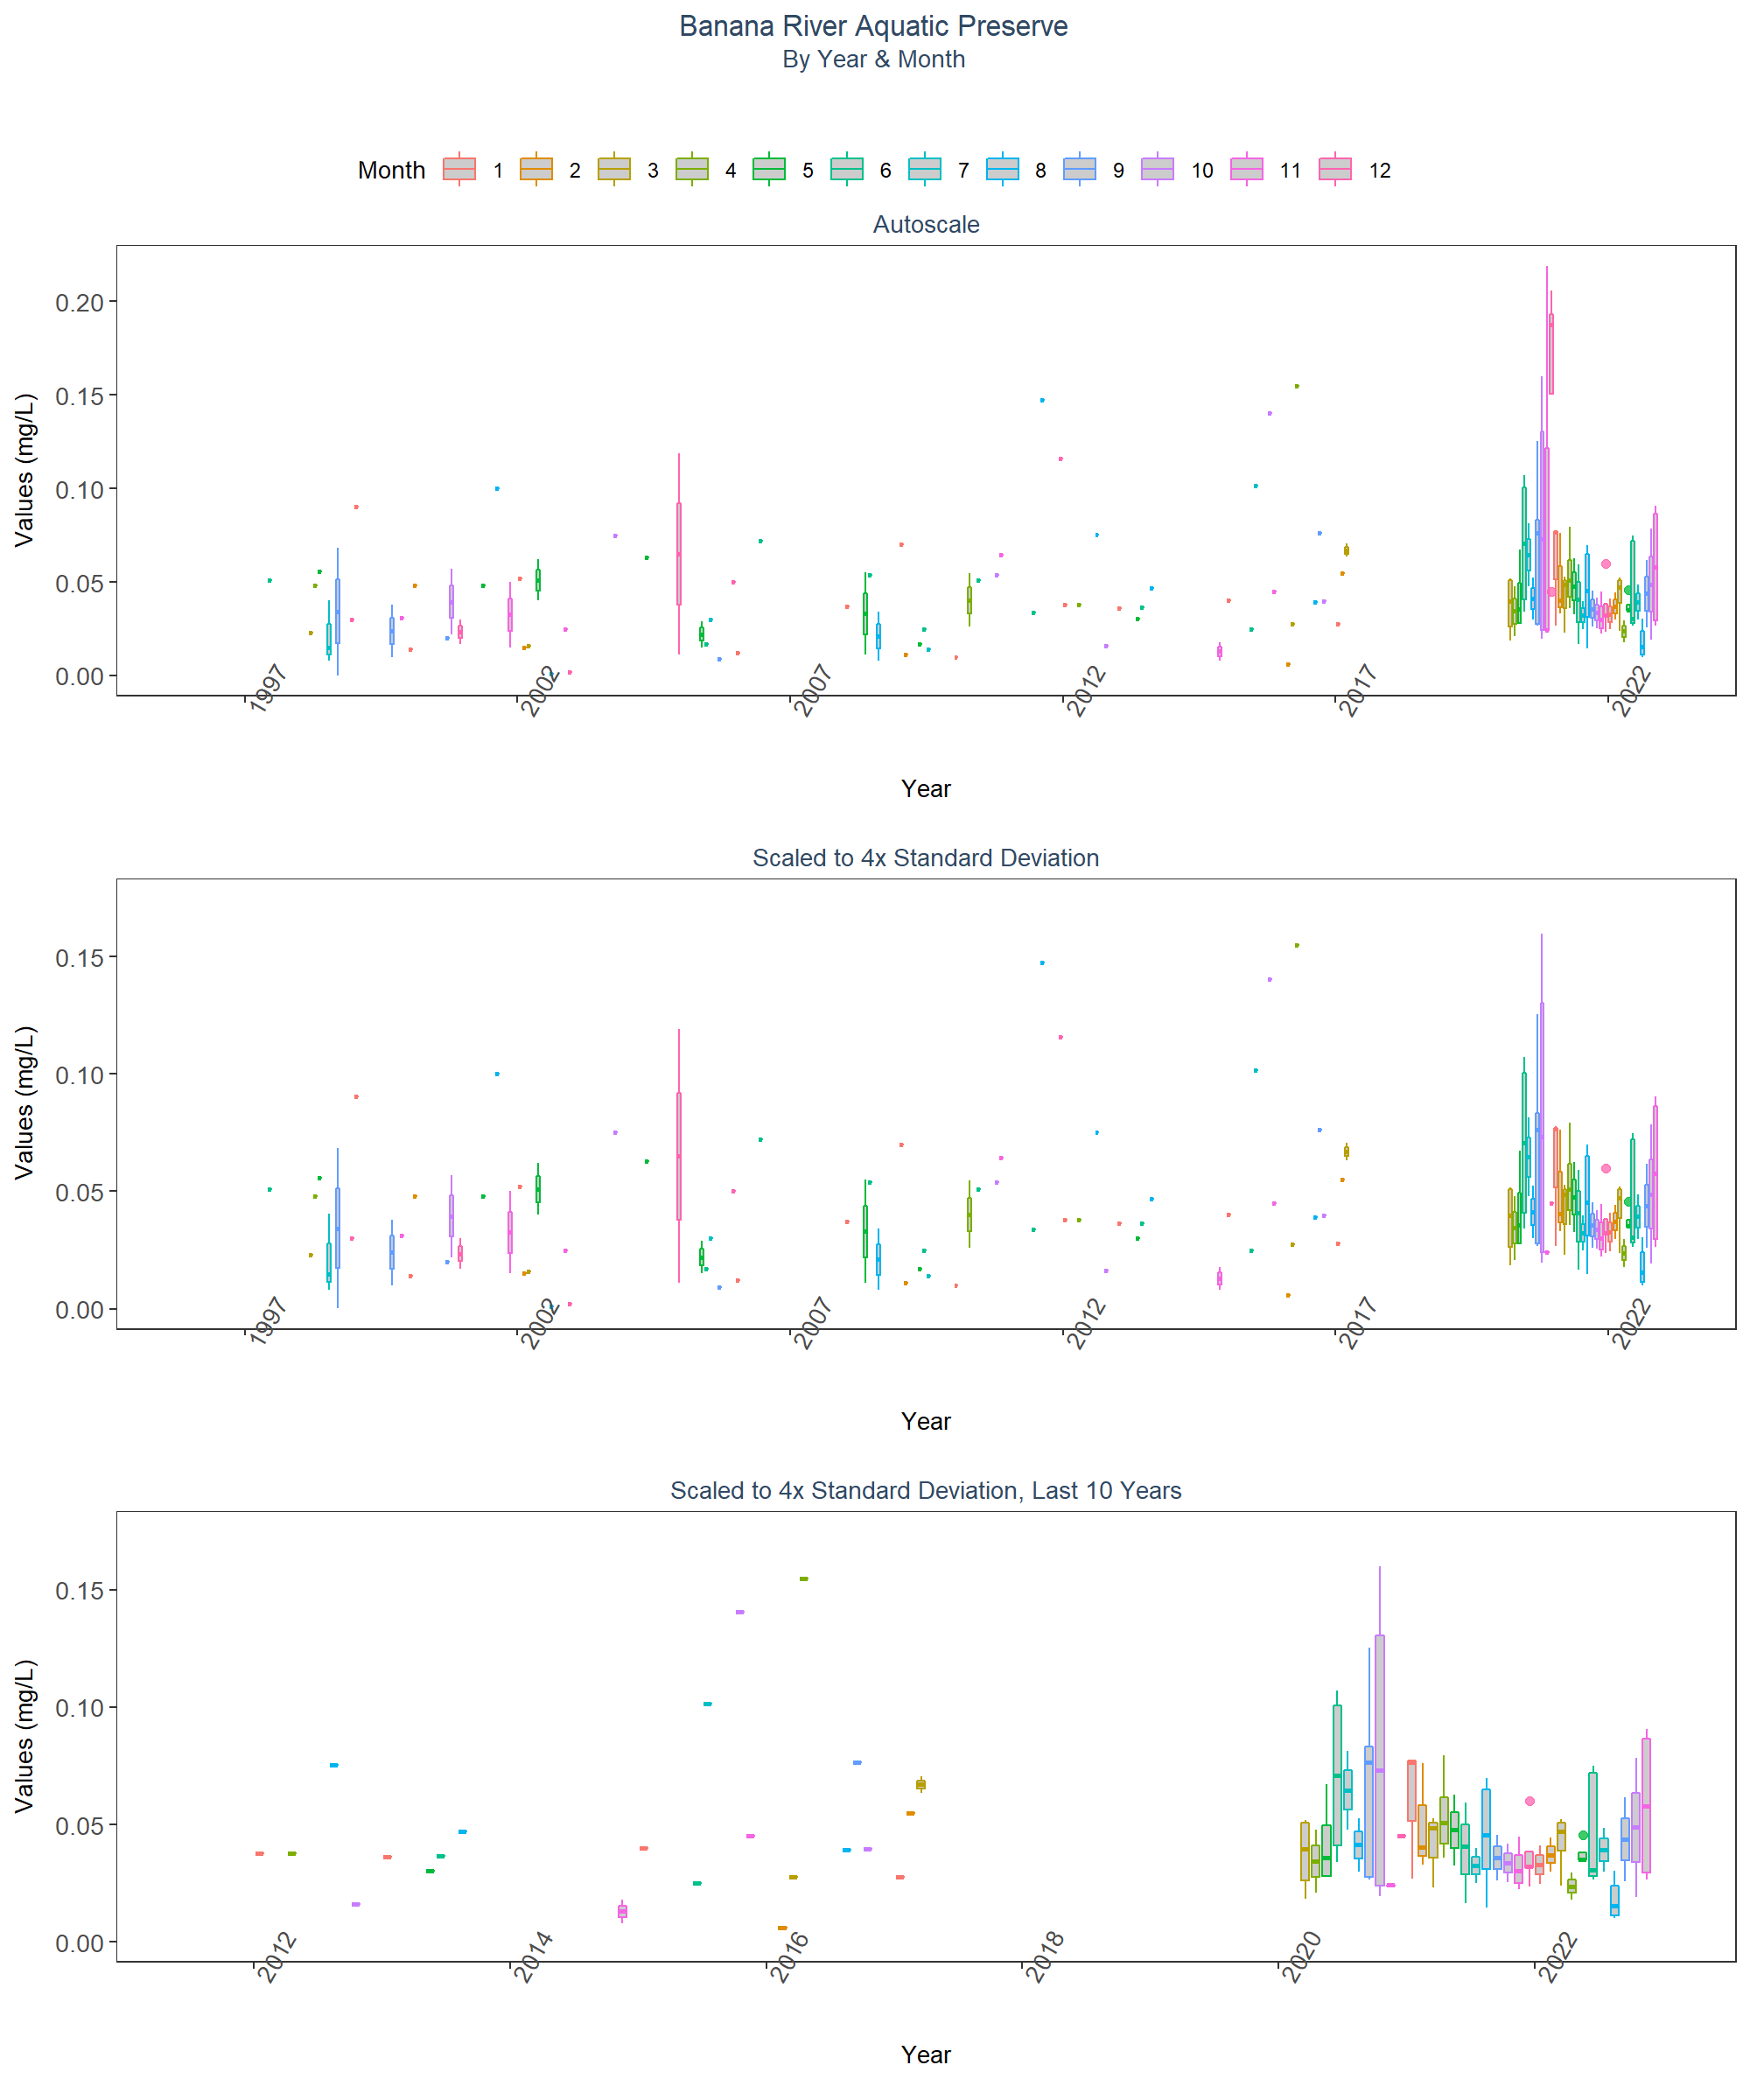 Banana River Aquatic Preserve
By Year & Month
Month 1 2 3 4 5 6 7 8 9 10 11 12
Autoscale
Values (mg/L)
0.20
0.15
0.10
0.05
0.00
1997 2002 2007 2012 2017 2022
Year
Scaled to 4x Standard Deviation
Values (mg/L)
0.15
0.10
0.05
0.00
1997 2002 2007 2012 2017 2022
Year
Scaled to 4x Standard Deviation, Last 10 Years
Values (mg/L)
0.15
0.10
0.05
0.00
2012 2014 2016 2018 2020 2022
Year